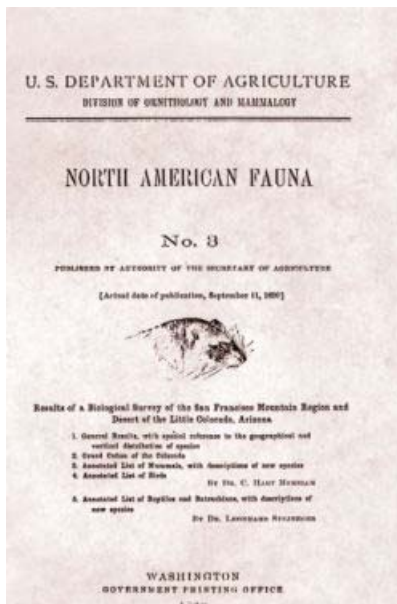 U. S. DEPARTMENT OF AGRICULTURE
DIVISION OF ORNITHOLOGY AND MAMMALOGY
NORTH AMERICAN FAUNA
No. 3
PUBLISHED BY AUTHORITY OF THE SECRETARY OF AGRICULTURE
[Actual date of publication, September 11, 1890]
Results of a Biological Survey of the San Francisco Mountain Region and
Desert of the Little Colorado, Arizona
1. General Results, with special reference to the geographical and
vertical distribution of species
2. Grand Cañon of the Colorado
3. Annotated List of Mammals, with descriptions of new species
4. Annotated List of Birds
By Dr. C. Hart Merriam
5. Annotated List of Reptiles and Batrachians, with descriptions of
new species
By Dr. Leonhard Stejneger
WASHINGTON
GOVERNMENT PRINTING OFFICE